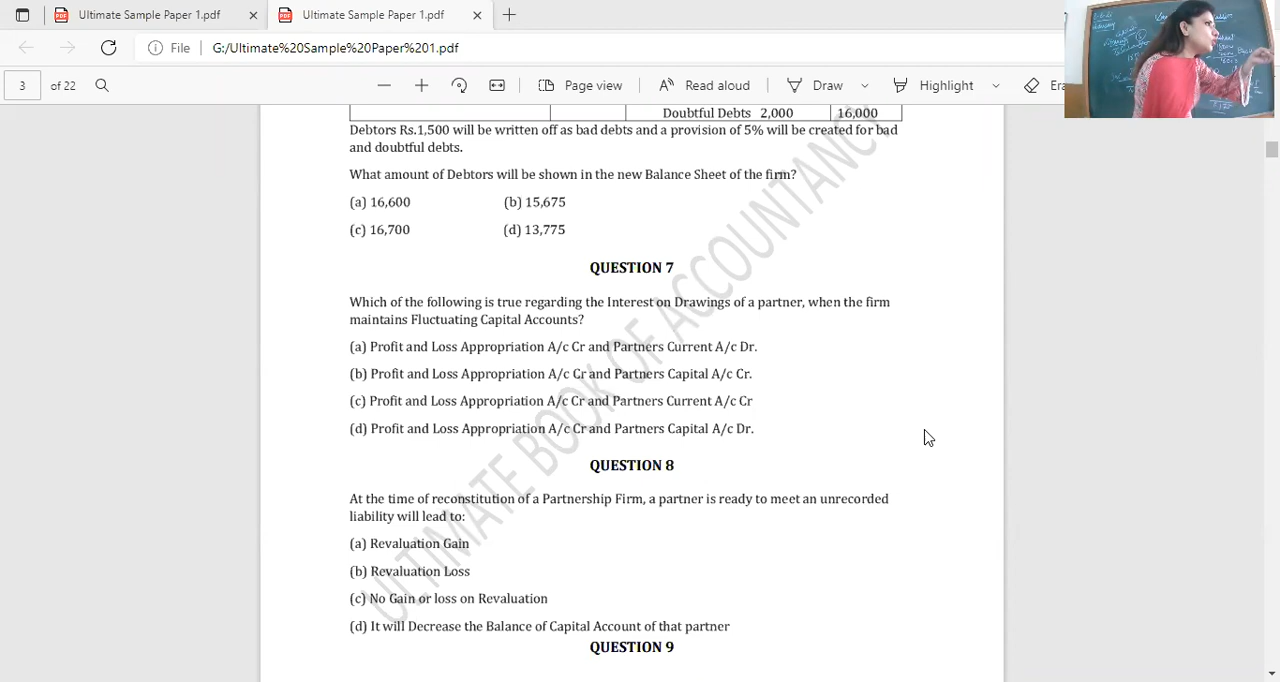 Ultimate Sample Paper 1.pdf
Ultimate Sample Paper 1.pdf
File
G:/Ultimate%20Sample%20Paper%201.pdf
3 of 22
Page view
Read aloud
Draw
Highlight
Doubtful Debts 2,000 16,000
Debtors Rs.1,500 will be written off as bad debts and a provision of 5% will be created for bad
and doubtful debts.
What amount of Debtors will be shown in the new Balance Sheet of the firm?
(a) 16,600 (b) 15,675
(c) 16,700 (d) 13,775
QUESTION 7
Which of the following is true regarding the Interest on Drawings of a partner, when the firm
maintains Fluctuating Capital Accounts?
(a) Profit and Loss Appropriation A/c Cr and Partners Current A/c Dr.
(b) Profit and Loss Appropriation A/c Cr and Partners Capital A/c Cr.
(c) Profit and Loss Appropriation A/c Cr and Partners Current A/c Cr
(d) Profit and Loss Appropriation A/c Cr and Partners Capital A/c Dr.
QUESTION 8
At the time of reconstitution of a Partnership Firm, a partner is ready to meet an unrecorded
liability will lead to:
(a) Revaluation Gain
(b) Revaluation Loss
(c) No Gain or loss on Revaluation
(d) It will Decrease the Balance of Capital Account of that partner
QUESTION 9
ULTIMATE BOOK OF ACCOUNTANCY